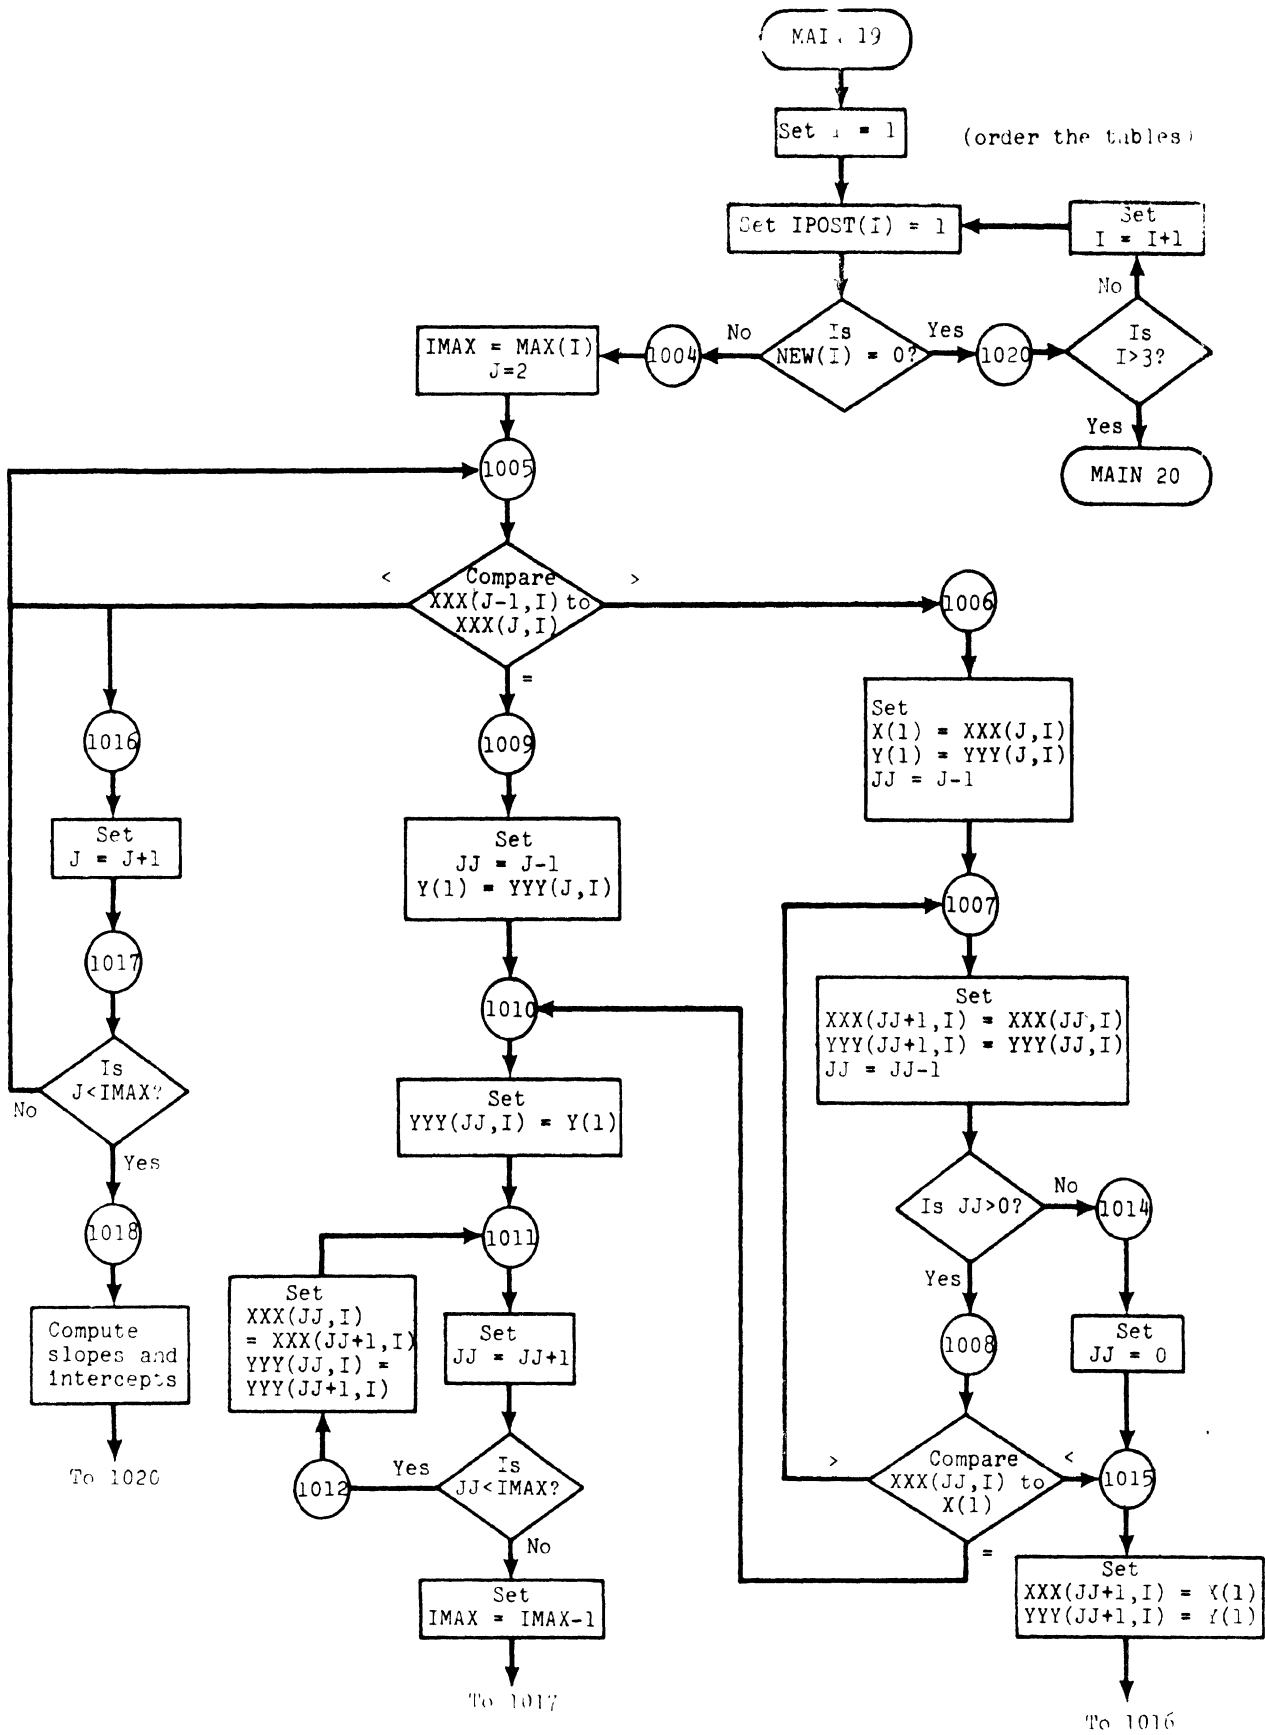 19
Set = 1
(order the tables)
Set IPOST(I) = 1
Set
I = I+1
No
Is
NEW(I) = 0?
No
Yes
1004
1020
IMAX = MAX(I)
J=2
Is
I>3?
Yes
MAIN 20
1005
<
>
Compare
XXX(J-1,I) to
XXX(J,I)
=
1006
1016
1009
Set
X(1) = XXX(J,I)
Y(1) = YYY(J,I)
JJ = J-1
Set
J = J+1
Set
JJ = J-1
Y(1) = YYY(J,I)
1007
1017
1010
Set
XXX(JJ+1,I) = XXX(JJ,I)
YYY(JJ+1,I) = YYY(JJ,I)
JJ = JJ-1
Is
J<IMAX?
No
Yes
Set
YYY(JJ,I) = Y(1)
Is JJ>0?
No
1014
Yes
1018
1011
Set
XXX(JJ,I)
= XXX(JJ+1,I)
YYY(JJ,I) =
YYY(JJ+1,I)
Set
JJ = JJ+1
1008
Set
JJ = 0
Compute
slopes and
intercepts
To 1020
1012
Yes
Is
JJ<IMAX?
No
>
Compare
XXX(JJ,I) to
X(1)
<
=
1015
Set
IMAX = IMAX-1
To 1017
Set
XXX(JJ+1,I) = X(1)
YYY(JJ+1,I) = Y(1)
To 1016